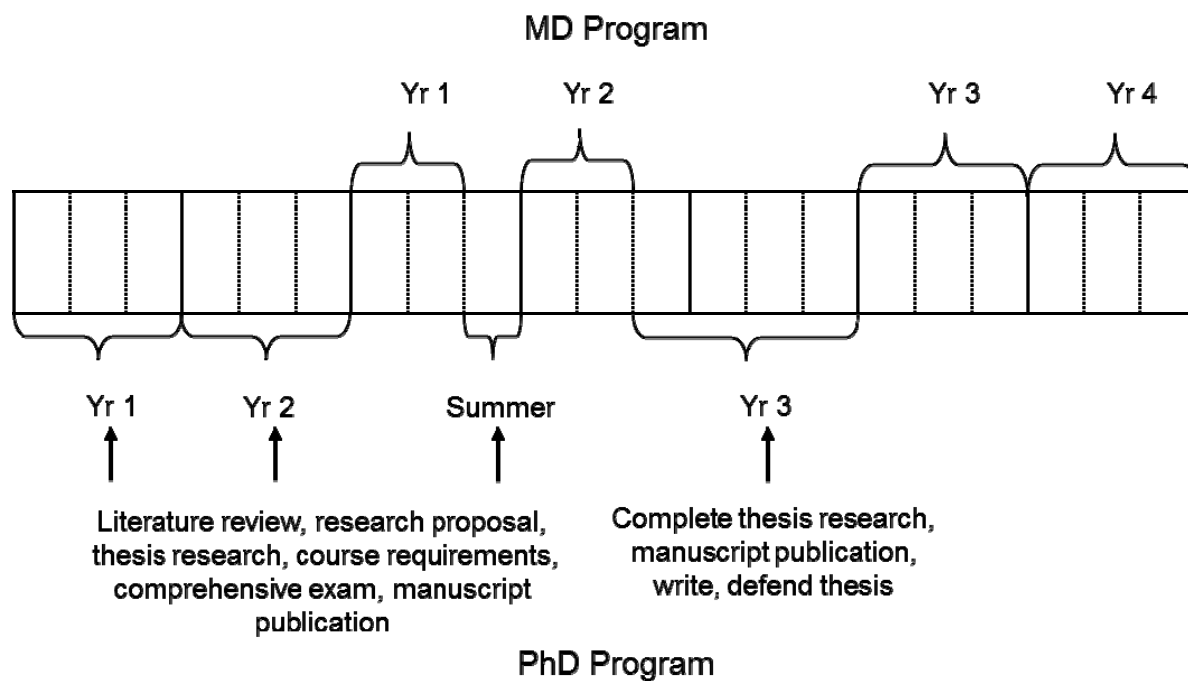 MD Program
Yr 1
Yr 2
Yr 3
Yr 4
Yr 1
Yr 2
Summer
Yr 3
Literature review, research proposal,
thesis research, course requirements,
comprehensive exam, manuscript
publication
Complete thesis research,
manuscript publication,
write, defend thesis
PhD Program